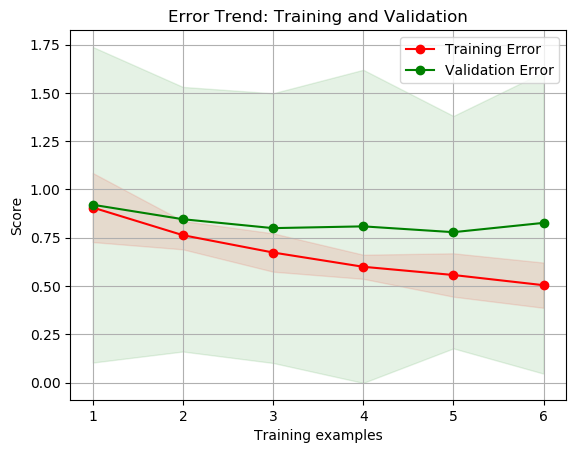 Error Trend: Training and Validation
Training Error
Validation Error
1.75
1.50
1.25
1.00
0.75
0.50
0.25
0.00
Score
1 2 3 4 5 6
Training examples